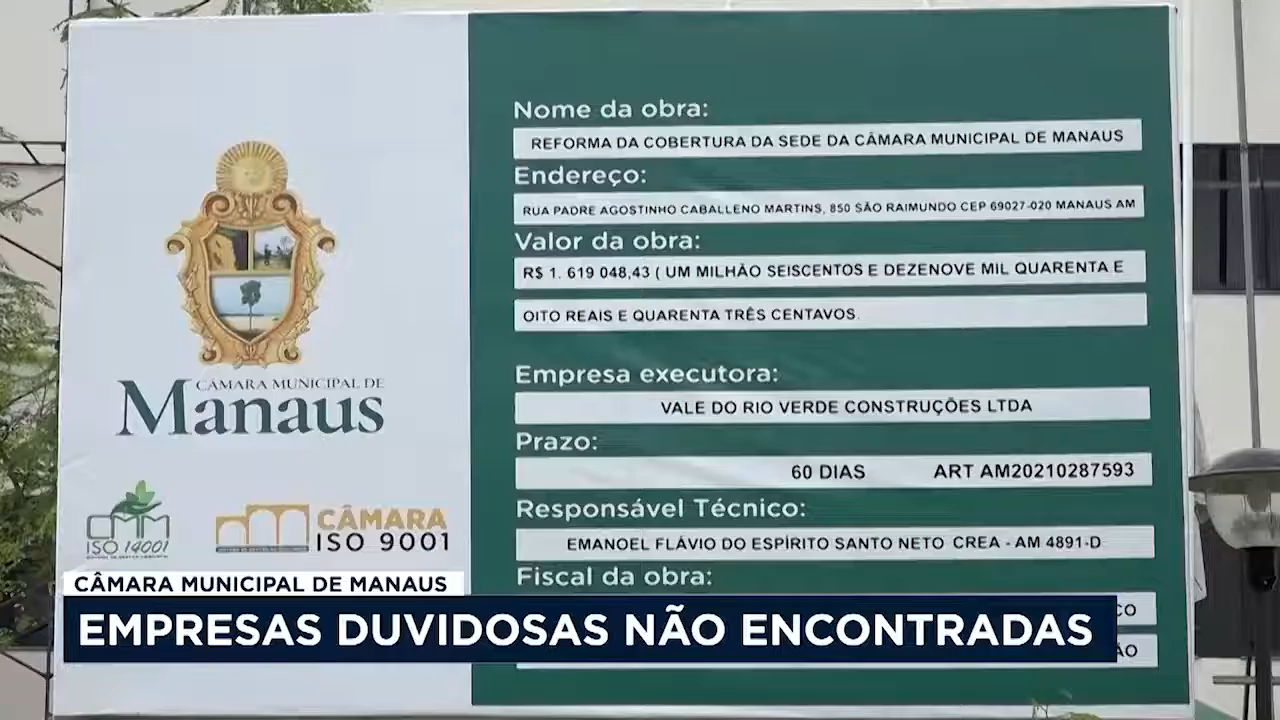 Nome da obra:
REFORMA DA COBERTURA DA SEDE DA CÂMARA MUNICIPAL DE MANAUS
Endereço:
RUA PADRE AGOSTINHO CABALLENO MARTINS, 850 SÃO RAIMUNDO CEP 69027-020 MANAUS AM
Valor da obra:
R$ 1. 619 048,43 ( UM MILHÃO SEISCENTOS E DEZENOVE MIL QUARENTA E
OITO REAIS E QUARENTA TRÊS CENTAVOS.
Empresa executora:
VALE DO RIO VERDE CONSTRUÇÕES LTDA
Prazo:
60 DIAS ART AM20210287593
Responsável Técnico:
EMANOEL FLÁVIO DO ESPÍRITO SANTO NETO CREA - AM 4891-D
Fiscal da obra:
CÂMARA MUNICIPAL DE
Manaus
CMM
ISO 14001
CÂMARA
ISO 9001
CÂMARA MUNICIPAL DE MANAUS
EMPRESAS DUVIDOSAS NÃO ENCONTRADAS